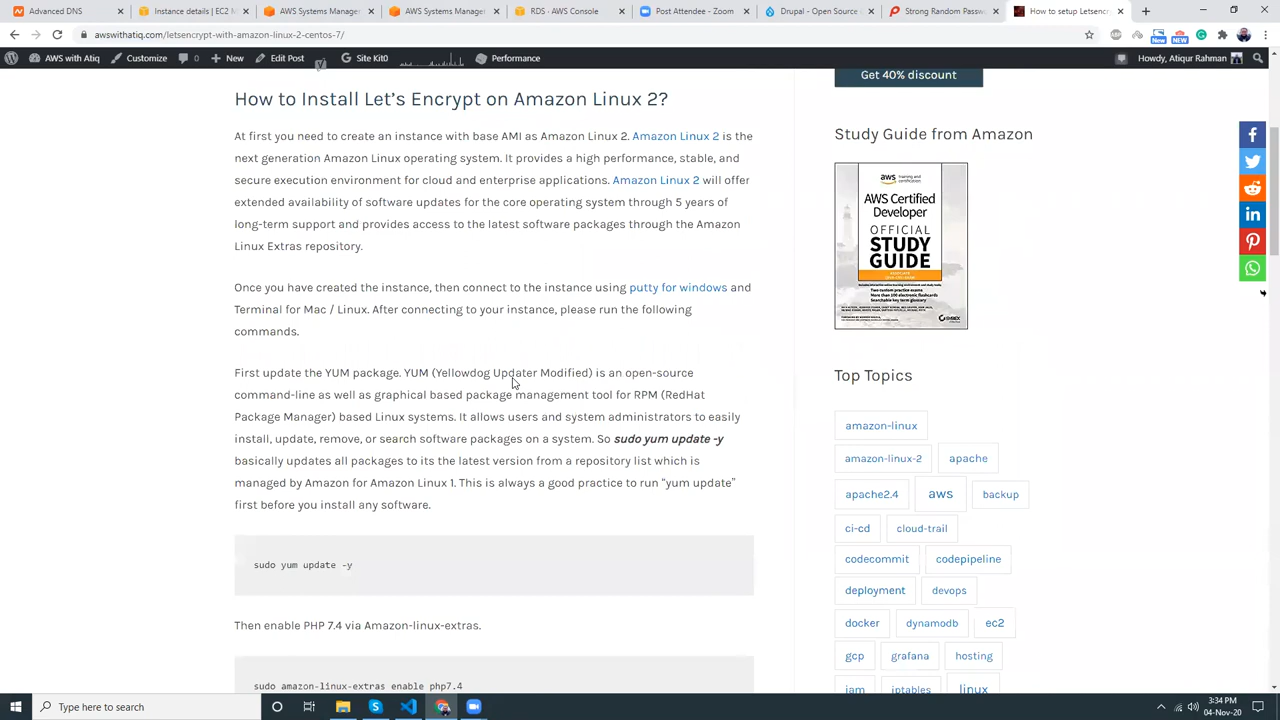 Advanced DNS
Instance details | EC2 M
AWS Systems Manager
AWS Systems Manager
RDS - AWS Console
Post Attendee - Zoom
Drupal - Open Source
Strong Random Passw
How to setup Letsencr
awswithatiq.com/letsencrypt-with-amazon-linux-2-centos-7/
New
NEW
AWS with Atiq
Customize
0
New
Edit Post
Site Kit0
Performance
Howdy, Atiqur Rahman
Get 40% discount
How to Install Let's Encrypt on Amazon Linux 2?
At first you need to create an instance with base AMI as Amazon Linux 2. Amazon Linux 2 is the
next generation Amazon Linux operating system. It provides a high performance, stable, and
secure execution environment for cloud and enterprise applications. Amazon Linux 2 will offer
extended availability of software updates for the core operating system through 5 years of
long-term support and provides access to the latest software packages through the Amazon
Linux Extras repository.
Once you have created the instance, then connect to the instance using putty for windows and
Terminal for Mac / Linux. After connecting to your instance, please run the following
commands.
First update the YUM package. YUM (Yellowdog Updater Modified) is an open-source
command-line as well as graphical based package management tool for RPM (RedHat
Package Manager) based Linux systems. It allows users and system administrators to easily
install, update, remove, or search software packages on a system. So sudo yum update -y
basically updates all packages to its the latest version from a repository list which is
managed by Amazon for Amazon Linux 1. This is always a good practice to run "yum update"
first before you install any software.
sudo yum update -y
Then enable PHP 7.4 via Amazon-linux-extras.
sudo amazon-linux-extras enable php7.4
Study Guide from Amazon
aws training and certification
AWS Certified
Developer
OFFICIAL
STUDY
GUIDE
SYBEX
Top Topics
amazon-linux
amazon-linux-2
apache
apache2.4
aws
backup
ci-cd
cloud-trail
codecommit
codepipeline
deployment
devops
docker
dynamodb
ec2
gcp
grafana
hosting
iam
iptables
linux
Type here to search
3:34 PM
04-Nov-20